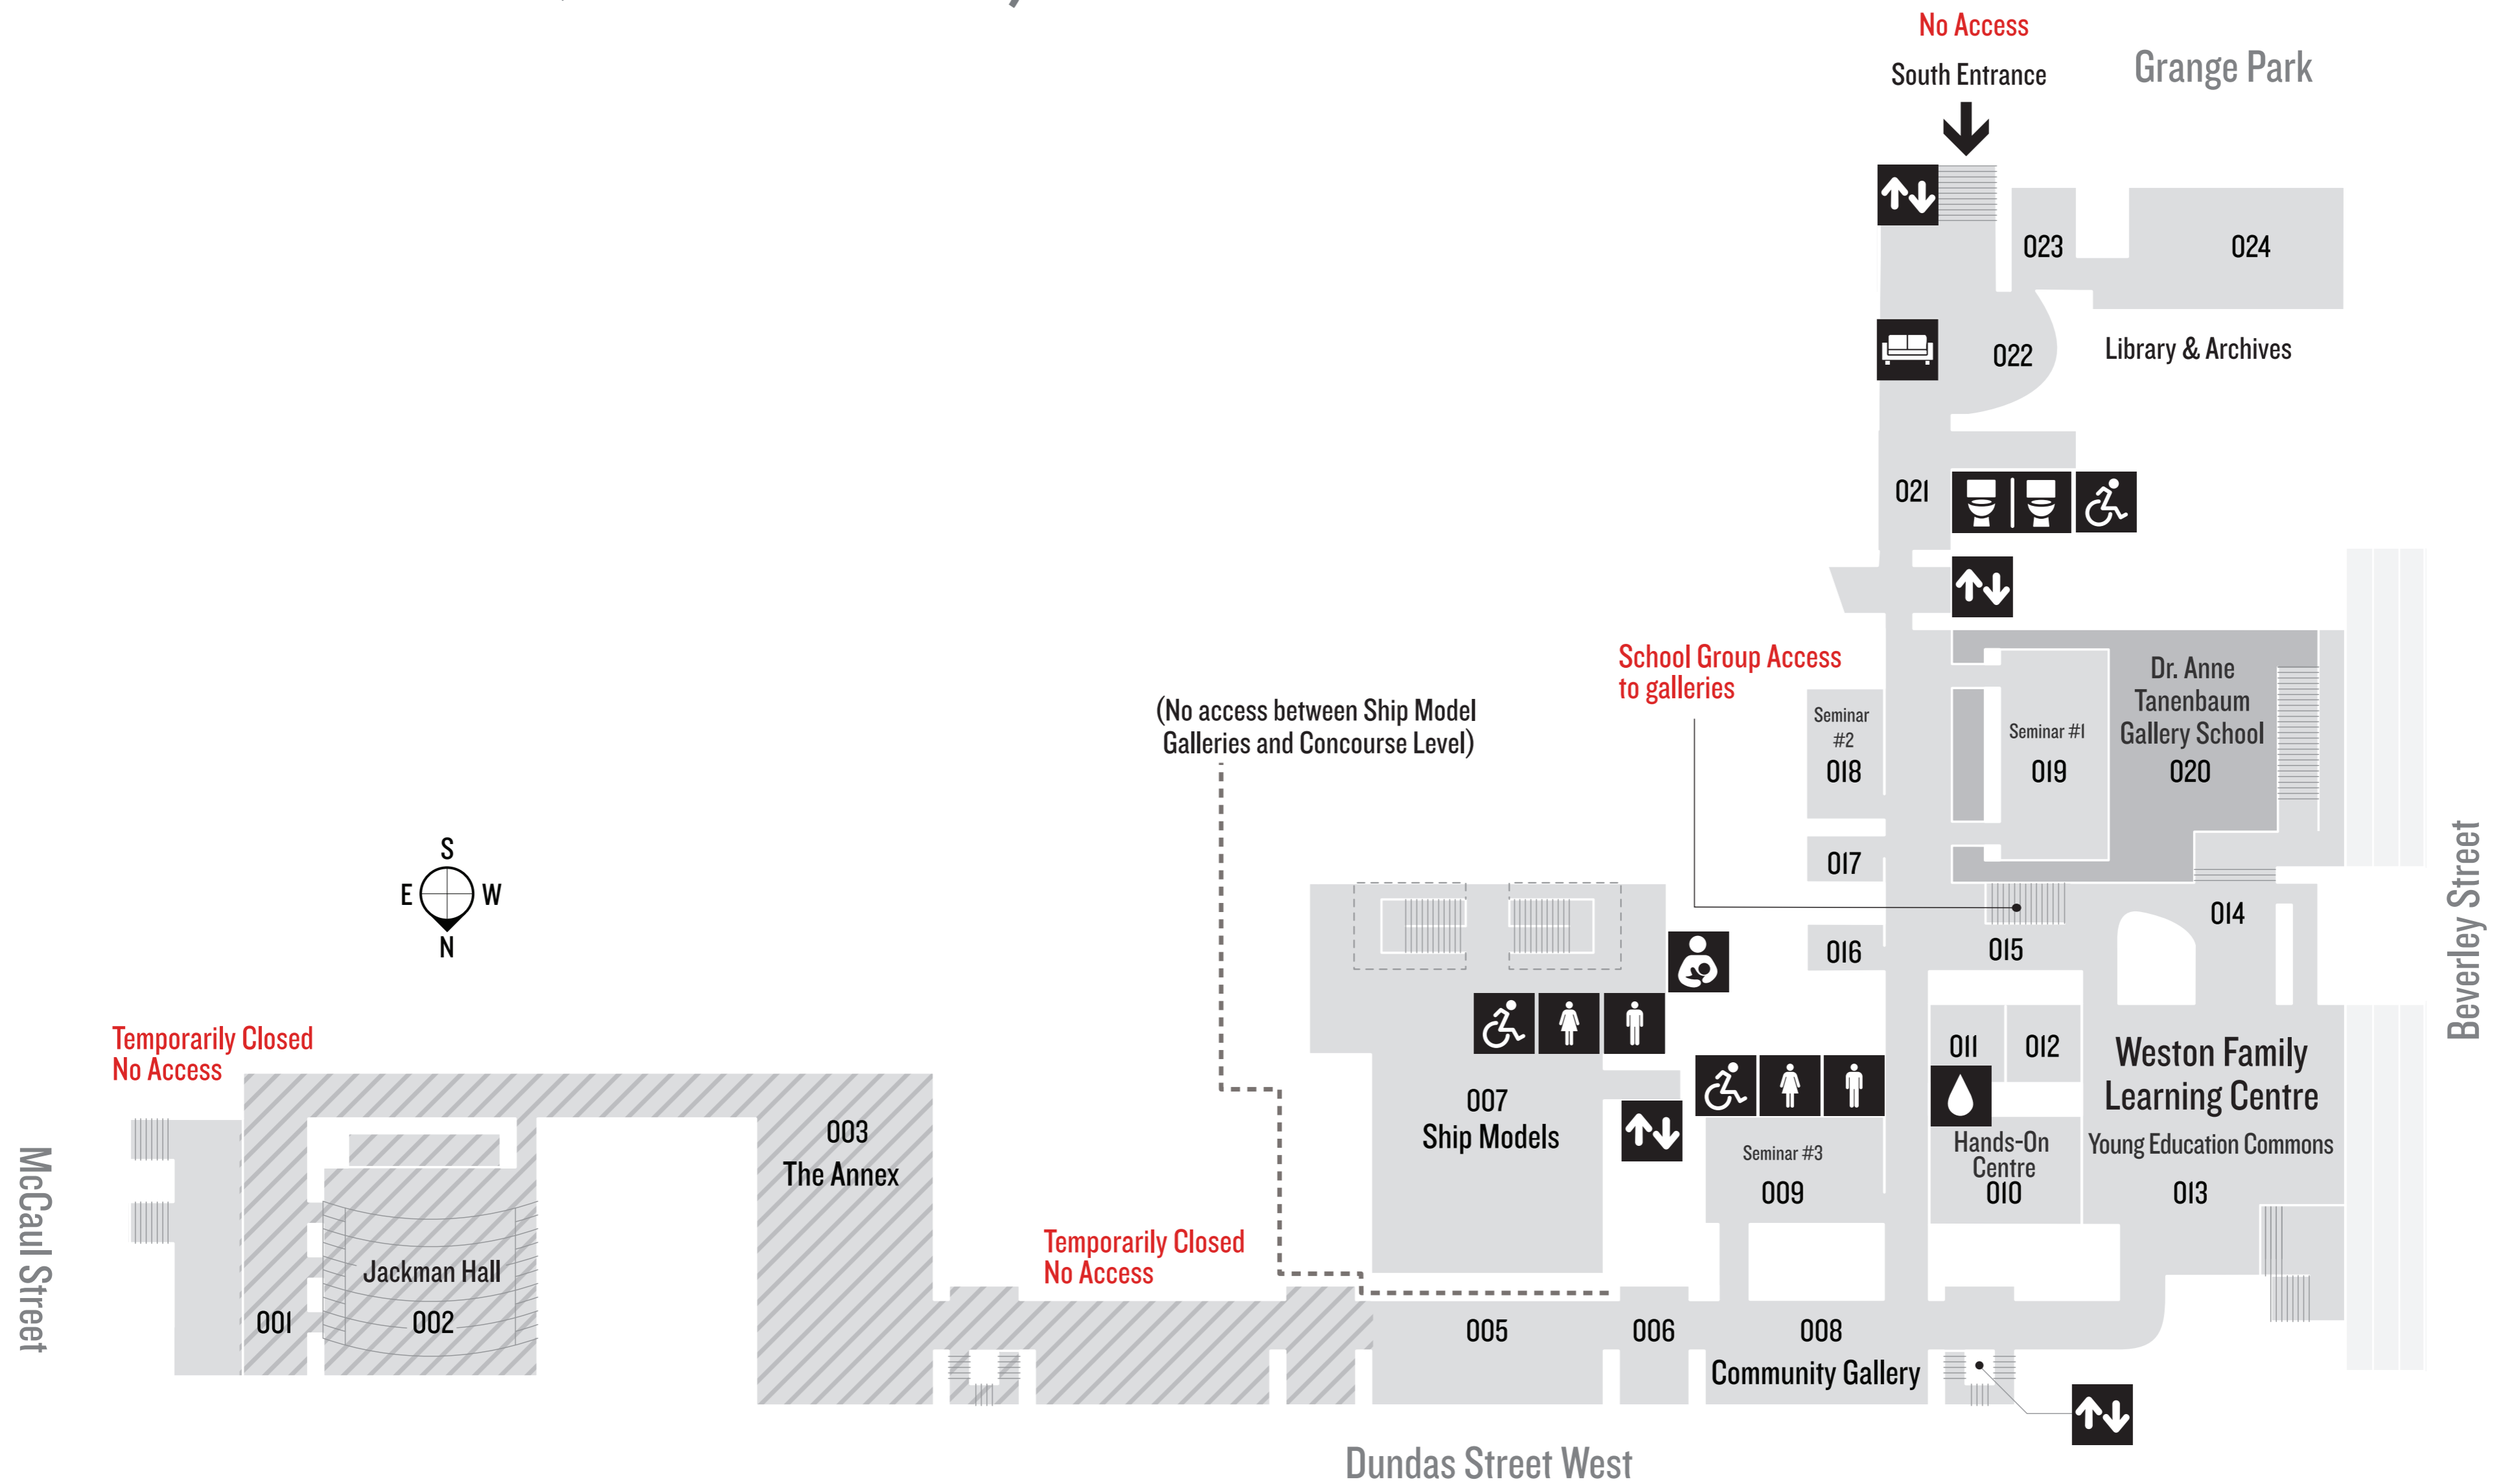 No Access
South Entrance
Grange Park
023
024
022
Library & Archives
021
School Group Access
to galleries
Dr. Anne
Tanenbaum
Gallery School
020
Seminar #1
019
Seminar
#2
018
(No access between Ship Model
Galleries and Concourse Level)
017
S
E
W
N
014
015
016
Beverley Street
Temporarily Closed
No Access
011
012
Weston Family
Learning Centre
Young Education Commons
013
007
Ship Models
003
The Annex
Seminar #3
009
Hands-On
Centre
010
McCaul Street
Temporarily Closed
No Access
Jackman Hall
001
002
005
006
008
Community Gallery
Dundas Street West